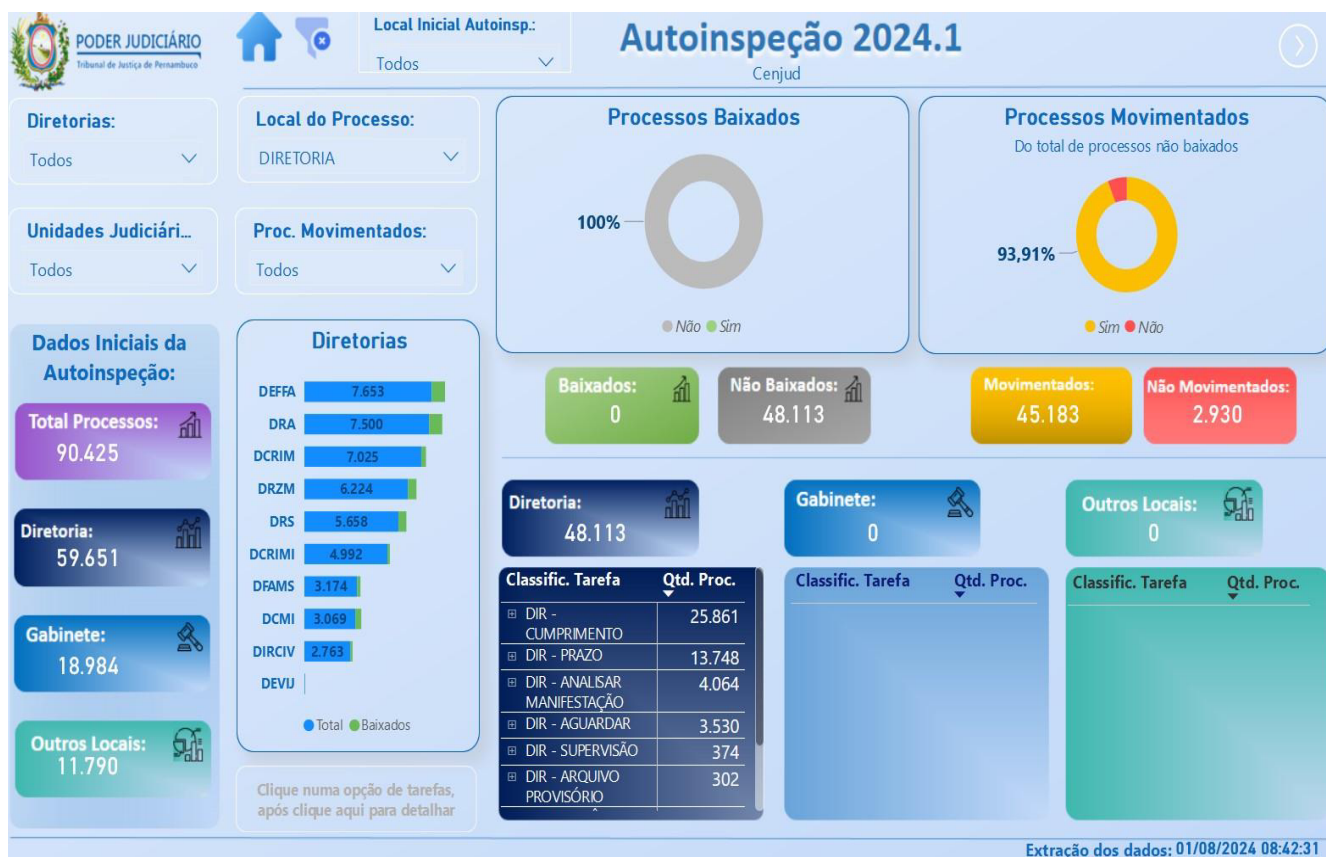 PODER JUDICIÁRIO
Tribunal de Justiça de Pernambuco
Local Inicial Autoinsp.:
Todos
Autoinspeção 2024.1
Cenjud
Diretorias:
Todos
Local do Processo:
DIRETORIA
Unidades Judiciári...
Todos
Proc. Movimentados:
Todos
Processos Baixados
100%
Não Sim
Processos Movimentados
Do total de processos não baixados
93,91%
Sim Não
Dados Iniciais da
Autoinspeção:
Total Processos:
90.425
Diretoria:
59.651
Gabinete:
18.984
Outros Locais:
11.790
Diretorias
DEFFA 7.653
DRA 7.500
DCRIM 7.025
DRZM 6.224
DRS 5.658
DCRIMI 4.992
DFAMS 3.174
DCMI 3.069
DIRCIV 2.763
DEVIJ
Total Baixados
Clique numa opção de tarefas,
após clique aqui para detalhar
Baixados:
0
Não Baixados:
48.113
Movimentados:
45.183
Não Movimentados:
2.930
Diretoria:
48.113
Classific. Tarefa Qtd. Proc.
DIR - CUMPRIMENTO 25.861
DIR - PRAZO 13.748
DIR - ANALISAR MANIFESTAÇÃO 4.064
DIR - AGUARDAR 3.530
DIR - SUPERVISÃO 374
DIR - ARQUIVO PROVISÓRIO 302
Gabinete:
0
Classific. Tarefa Qtd. Proc.
Outros Locais:
0
Classific. Tarefa Qtd. Proc.
Extração dos dados: 01/08/2024 08:42:31